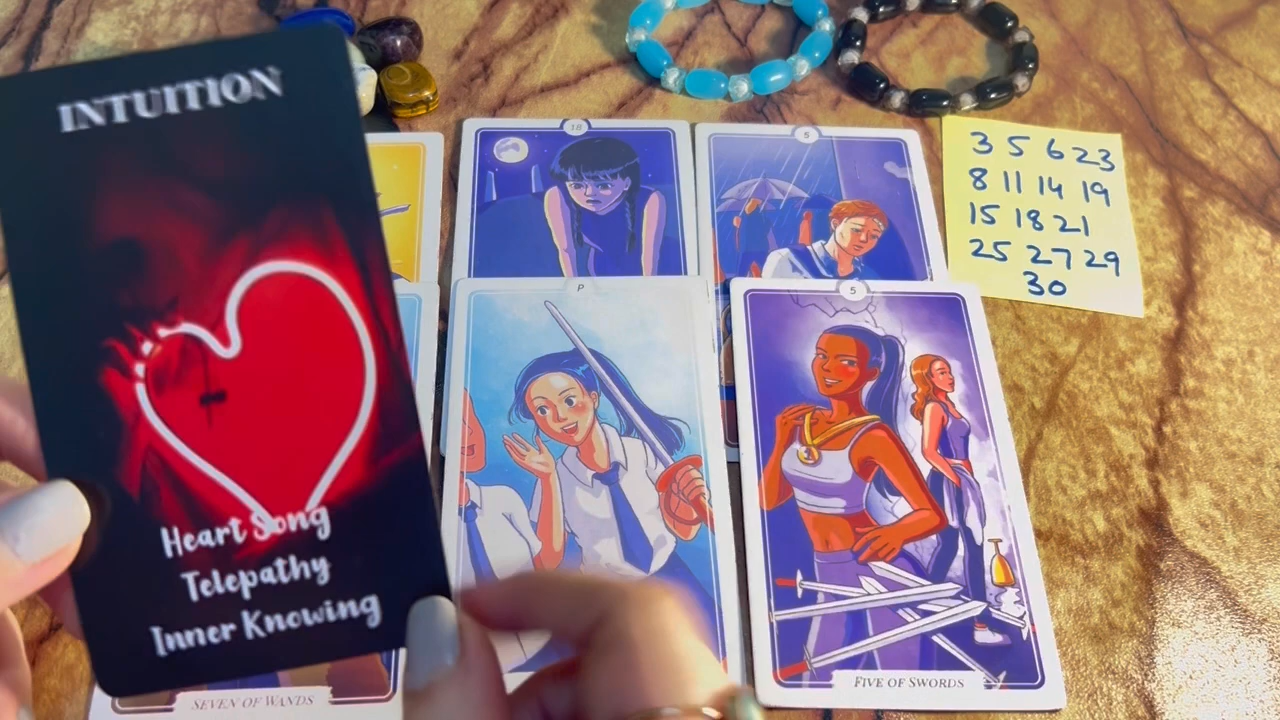 INTUITION
Heart Song
Telepathy
Inner Knowing
18
5
3 5 6 23
8 11 14 19
15 18 21
25 27 29
30
P
5
SEVEN OF WANDS
FIVE OF SWORDS